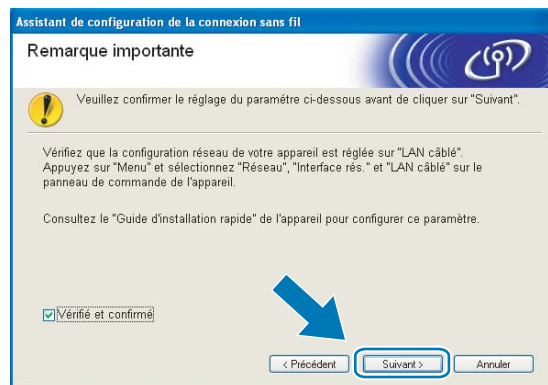 Assistant de configuration de la connexion sans fil
Remarque importante
Veuillez confirmer le réglage du paramétre ci-dessous avant de cliquer sur "Suivant".
Vérifiez que la configuration réseau de votre appareil est réglée sur "LAN câblé".
Appuyez sur "Menu" et sélectionnez "Réseau", "Interface rés." et "LAN câblé" sur le
panneau de commande de l'appareil.
Consultez le "Guide d'installation rapide" de l'appareil pour configurer ce paramètre.
Vérifié et confirmé
< Précédent
Suivant >
Annuler